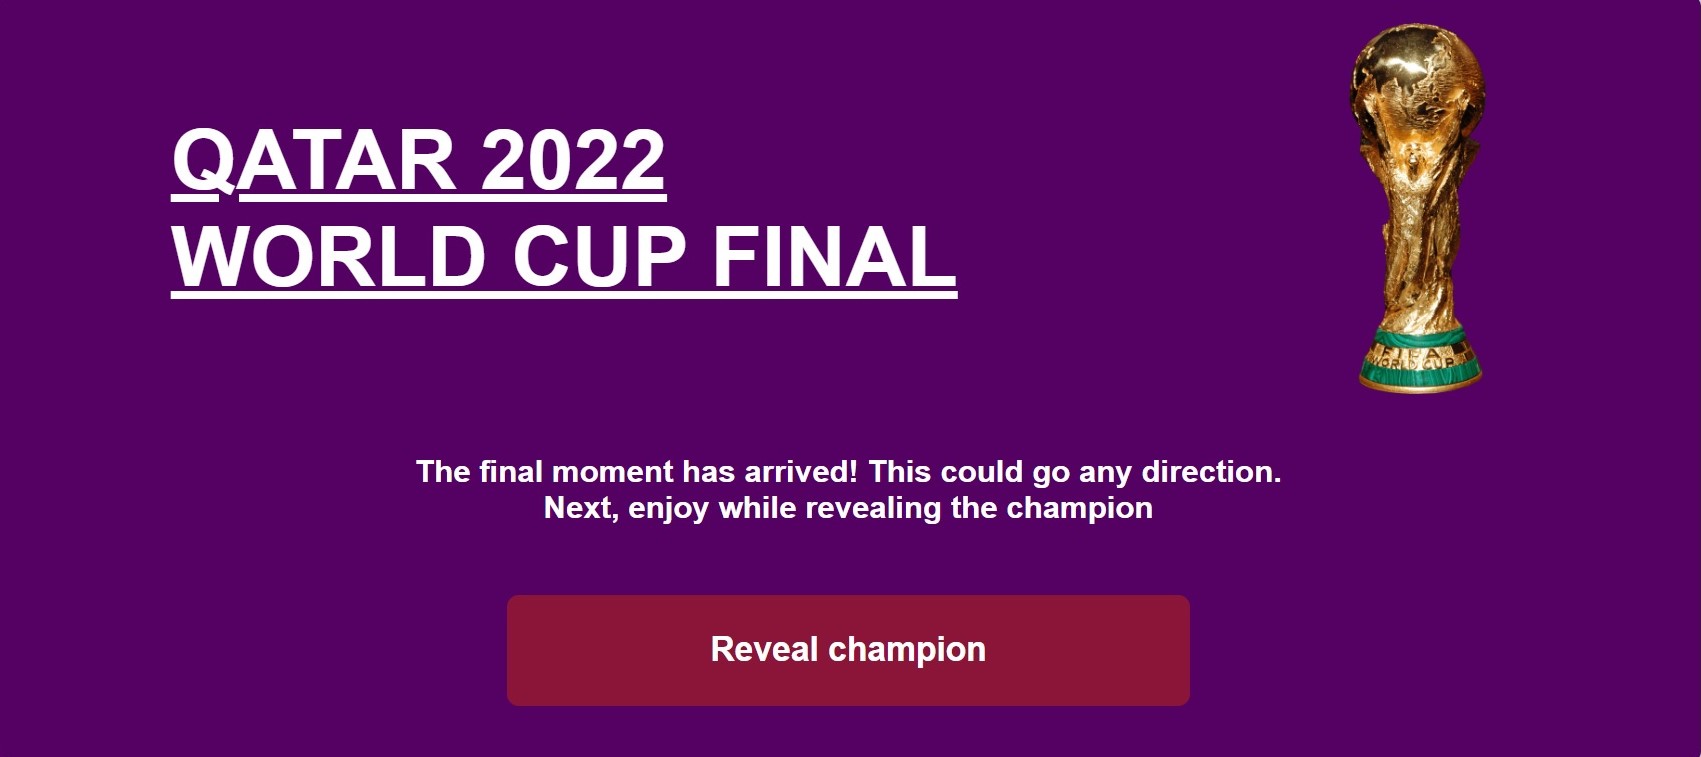 QATAR 2022
WORLD CUP FINAL
FIFA
WORLD CUP
The final moment has arrived! This could go any direction.
Next, enjoy while revealing the champion
Reveal champion